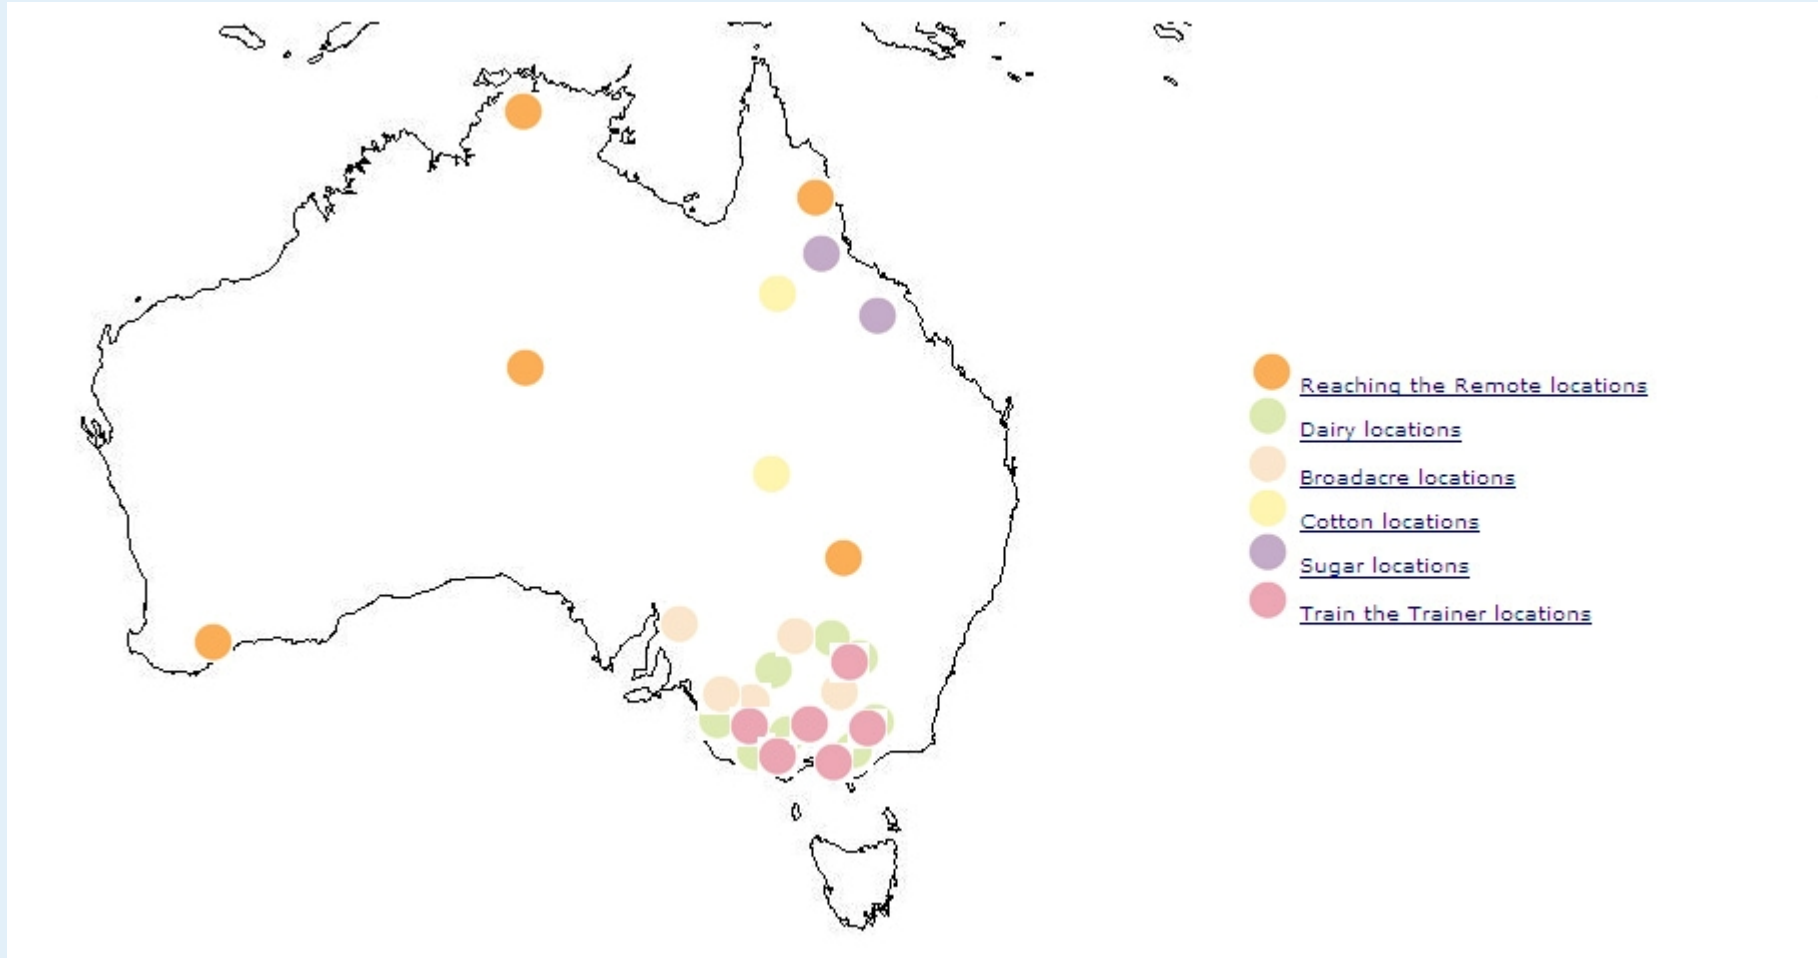 Reaching the Remote locations
Dairy locations
Broadacre locations
Cotton locations
Sugar locations
Train the Trainer locations